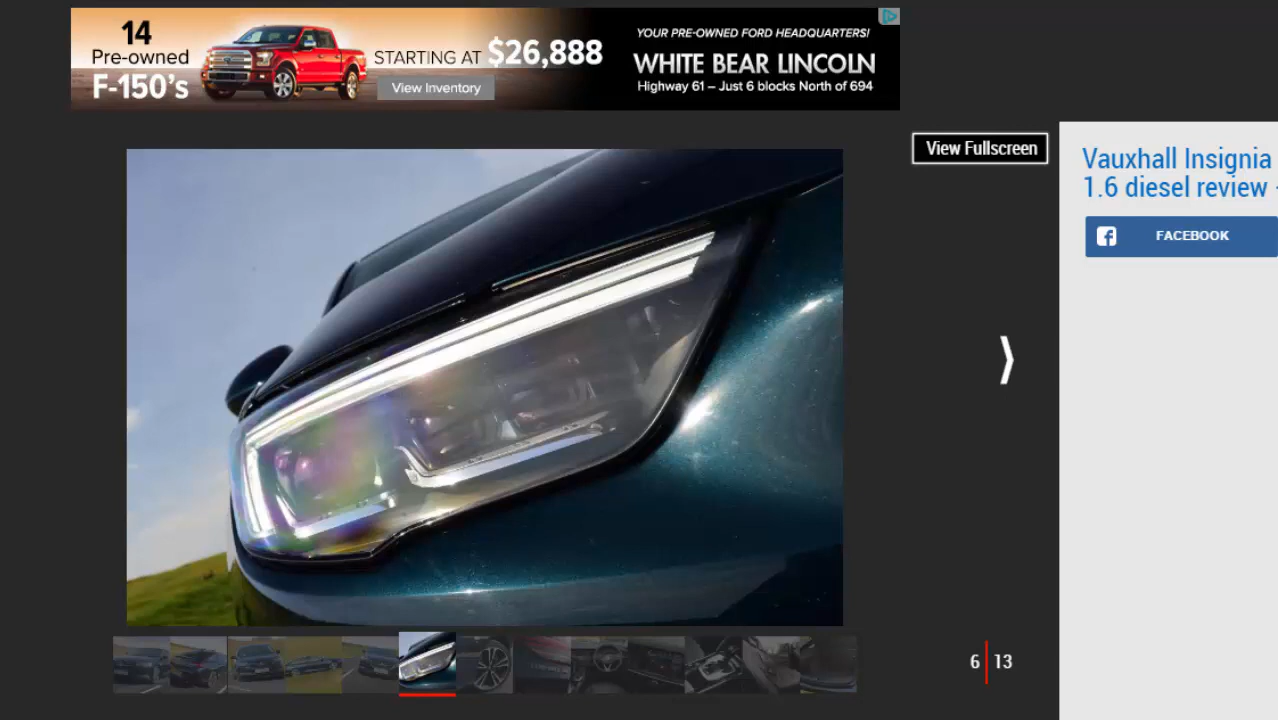 14
Pre-owned
F-150's
STARTING AT $26,888
View Inventory
YOUR PRE-OWNED FORD HEADQUARTERS!
WHITE BEAR LINCOLN
Highway 61 – Just 6 blocks North of 694
View Fullscreen
Vauxhall Insignia
1.6 diesel review -
FACEBOOK
6 13